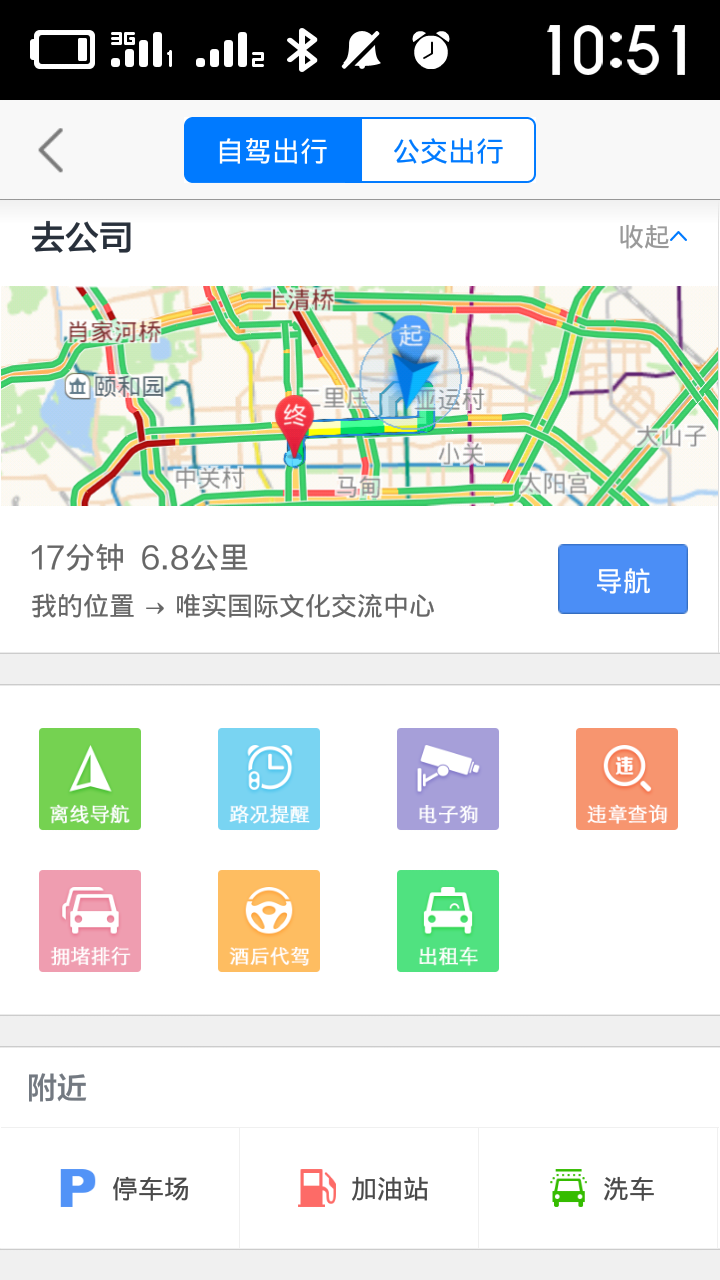 3G 1 2 10:51
自驾出行 公交出行
去公司 收起
上清桥
肖家河桥 起
颐和园
二里庄 亚运村
终
大山子
小关
中关村 马甸 太阳宫
17分钟 6.8公里
导航
我的位置 → 唯实国际文化交流中心
离线导航 路况提醒 电子狗 违
违章查询
拥堵排行 酒后代驾 出租车
附近
P 停车场 加油站 洗车